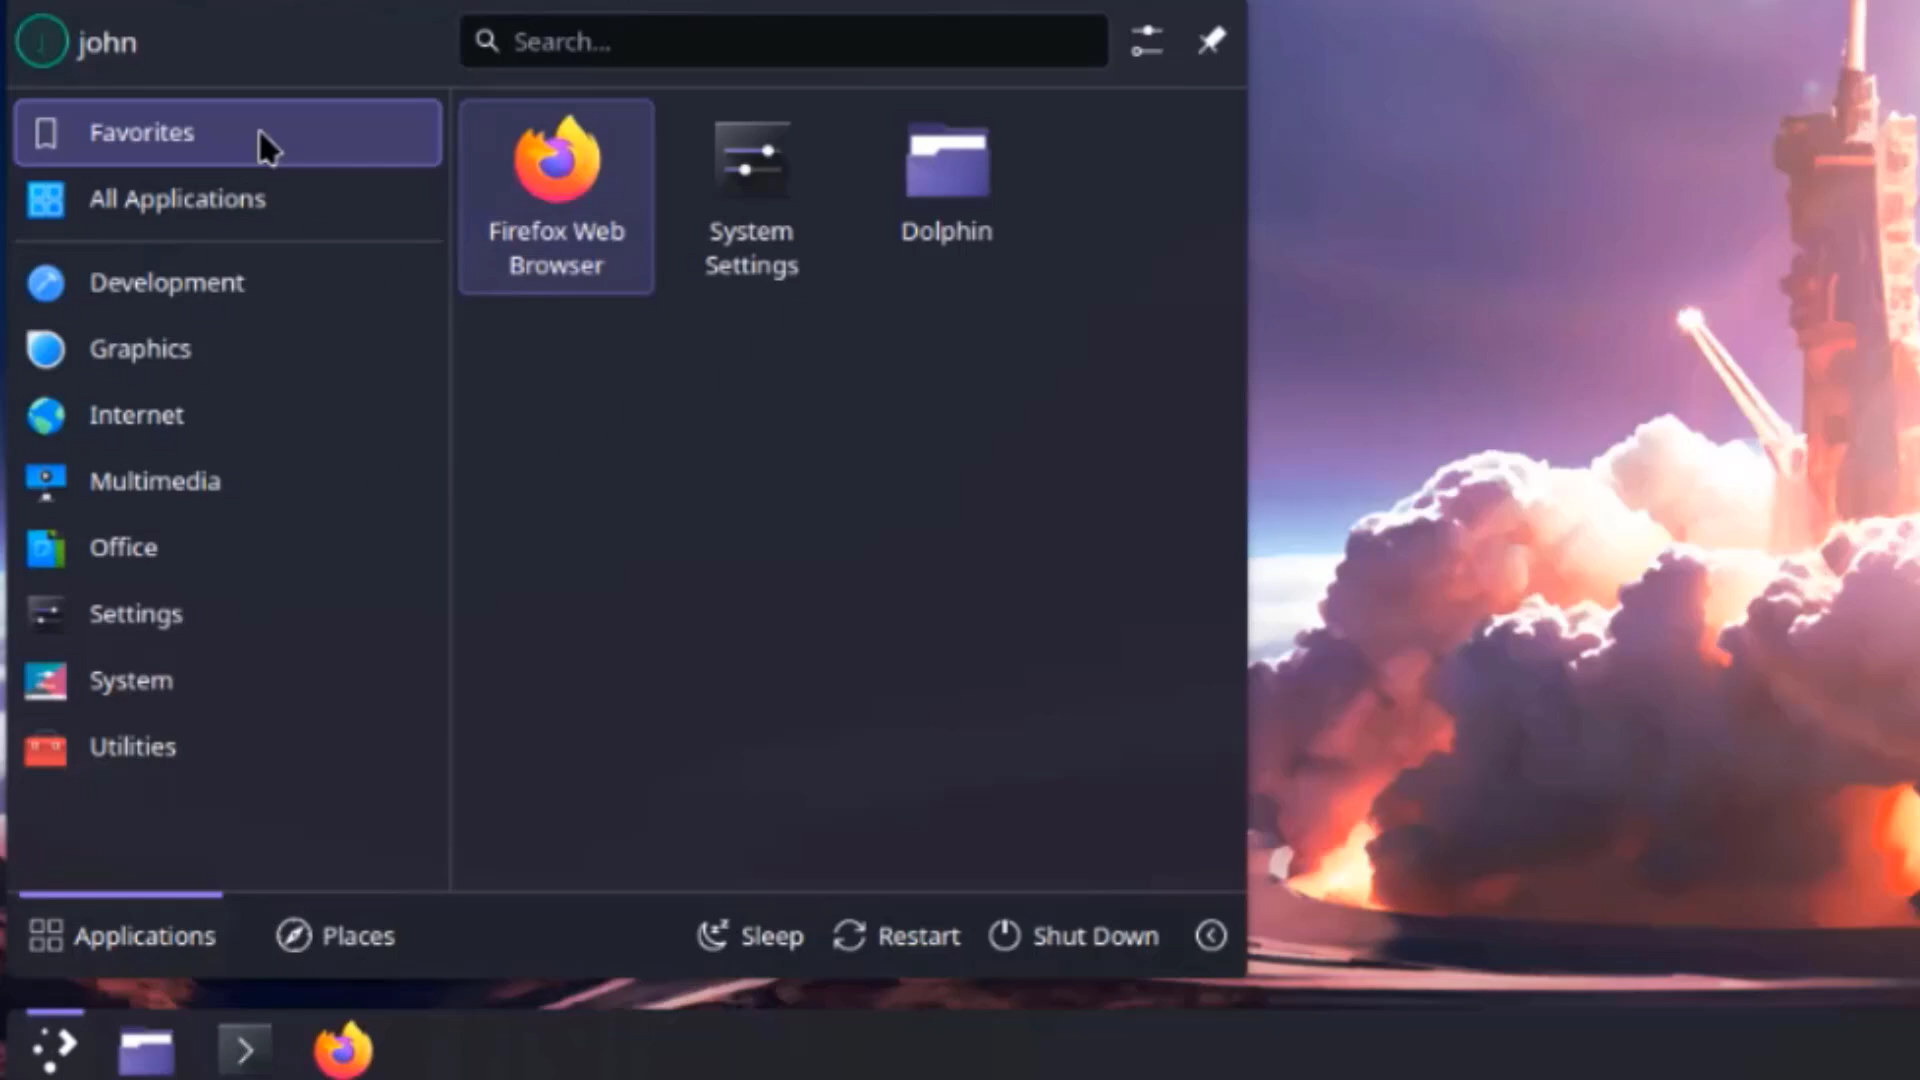 john
Search...
Favorites
All Applications
Development
Graphics
Internet
Multimedia
Office
Settings
System
Utilities
Firefox Web
Browser
System
Settings
Dolphin
Applications
Places
Sleep
Restart
Shut Down